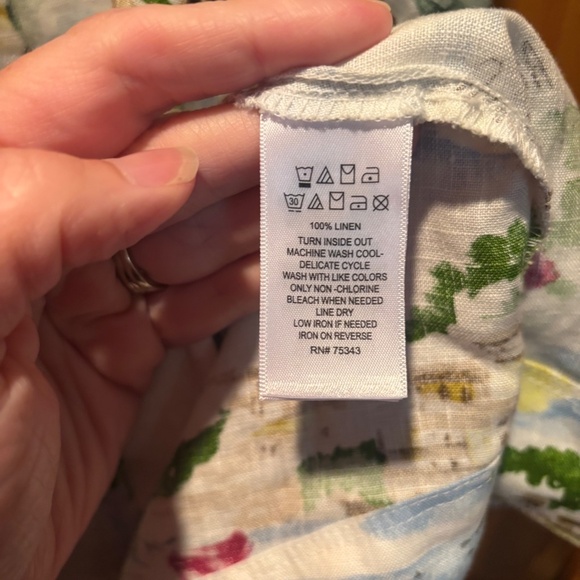 30
100% LINEN
TURN INSIDE OUT
MACHINE WASH COOL-
DELICATE CYCLE
WASH WITH LIKE COLORS
ONLY NON -CHLORINE
BLEACH WHEN NEEDED
LINE DRY
LOW IRON IF NEEDED
IRON ON REVERSE
RN# 75343